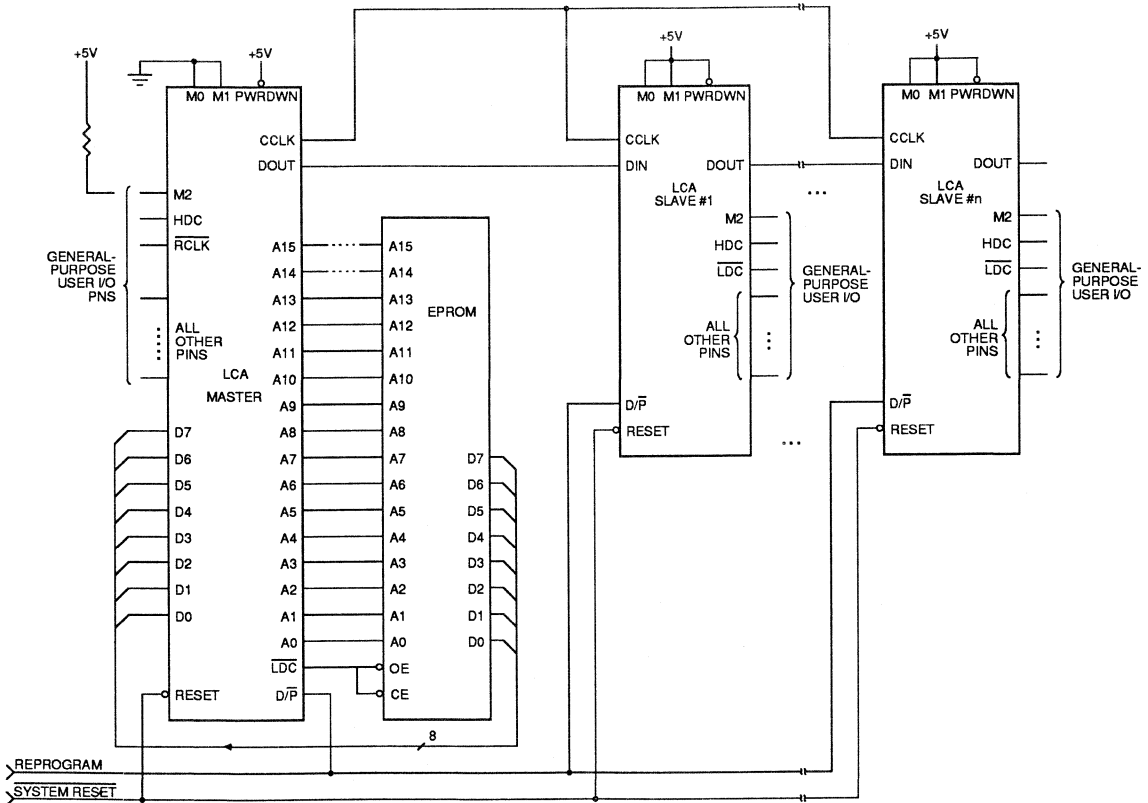 +5V
+5V
M0 M1 PWRDWN
CCLK
DOUT
M2
HDC
RCLK
GENERAL-
PURPOSE
USER I/O
PNS
ALL
OTHER
PINS
LCA
MASTER
D7
D6
D5
D4
D3
D2
D1
D0
RESET
A15
A14
A13
A12
A11
A10
A9
A8
A7
A6
A5
A4
A3
A2
A1
A0
LDC
D/P
A15
A14
A13
A12
A11
A10
A9
A8
A7
A6
A5
A4
A3
A2
A1
A0
OE
CE
EPROM
D7
D6
D5
D4
D3
D2
D1
D0
8
+5V
M0 M1 PWRDWN
CCLK
DIN
DOUT
LCA
SLAVE #1
M2
HDC
LDC
ALL
OTHER
PINS
GENERAL-
PURPOSE
USER I/O
D/P
RESET
...
...
+5V
M0 M1 PWRDWN
CCLK
DIN
DOUT
LCA
SLAVE #n
M2
HDC
LDC
ALL
OTHER
PINS
GENERAL-
PURPOSE
USER I/O
D/P
RESET
REPROGRAM
SYSTEM RESET